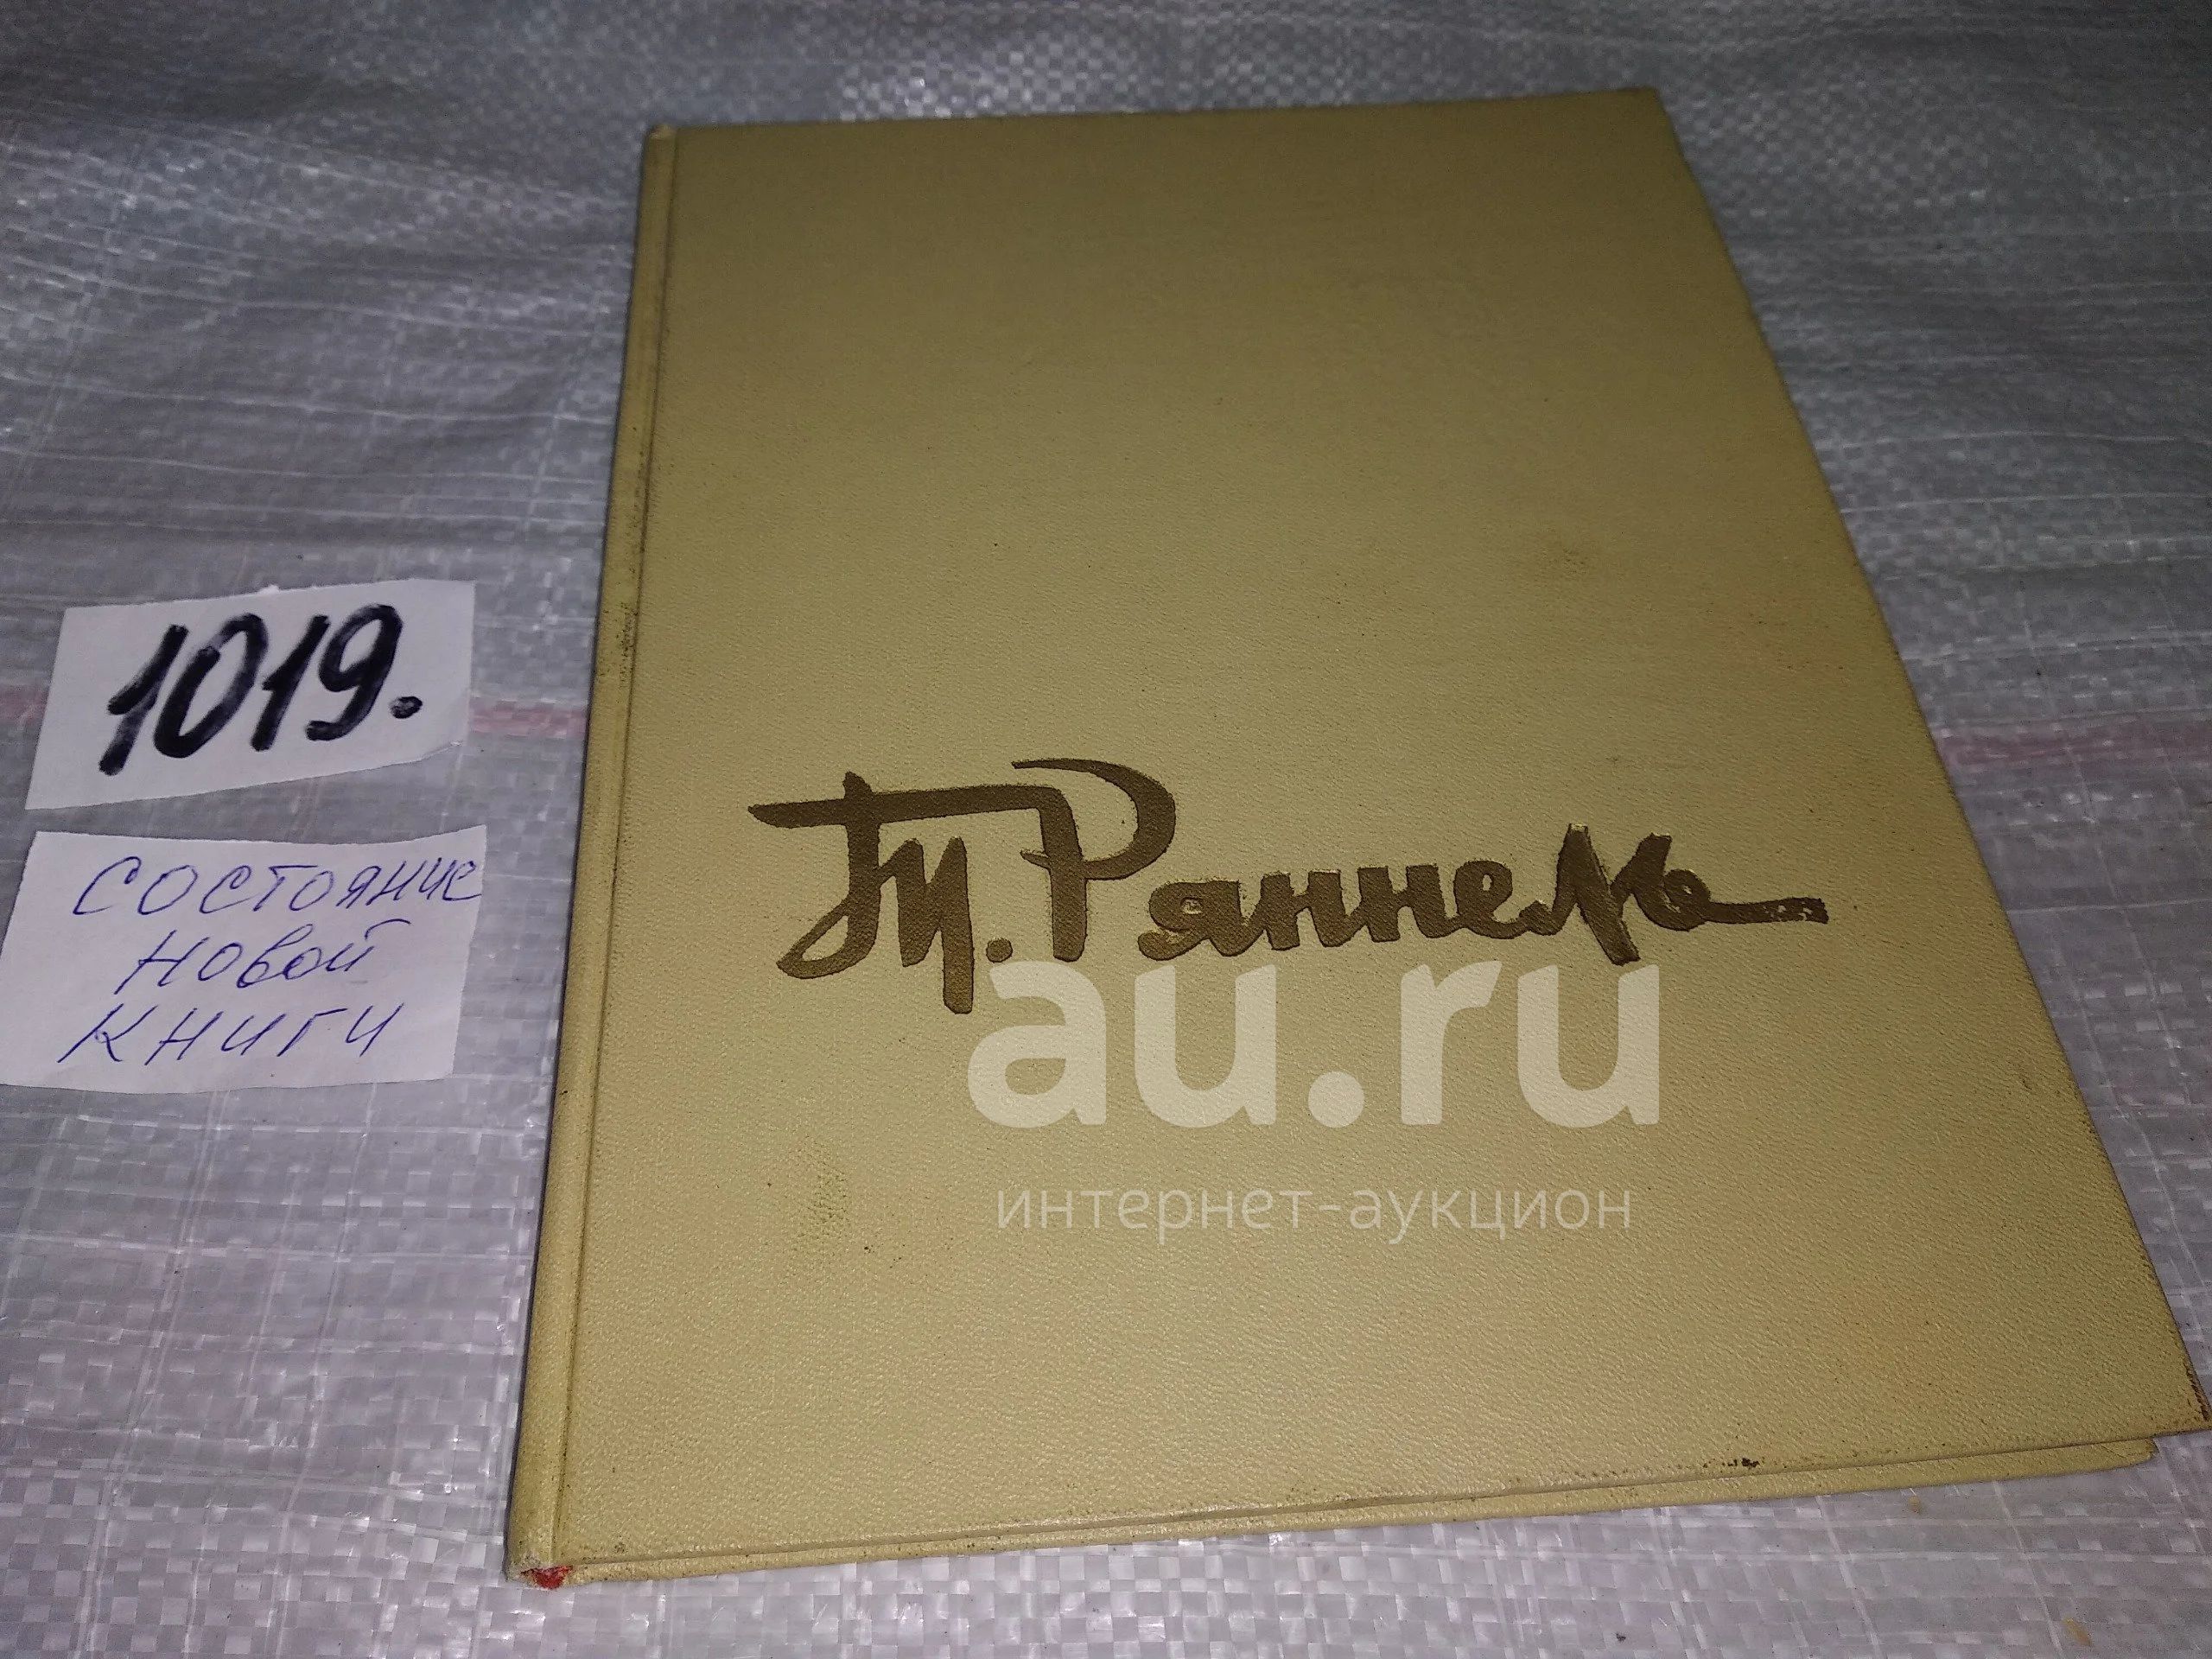 1019.
состояние
новой
книги
Т. Ряннель
au.ru
интернет-аукцион